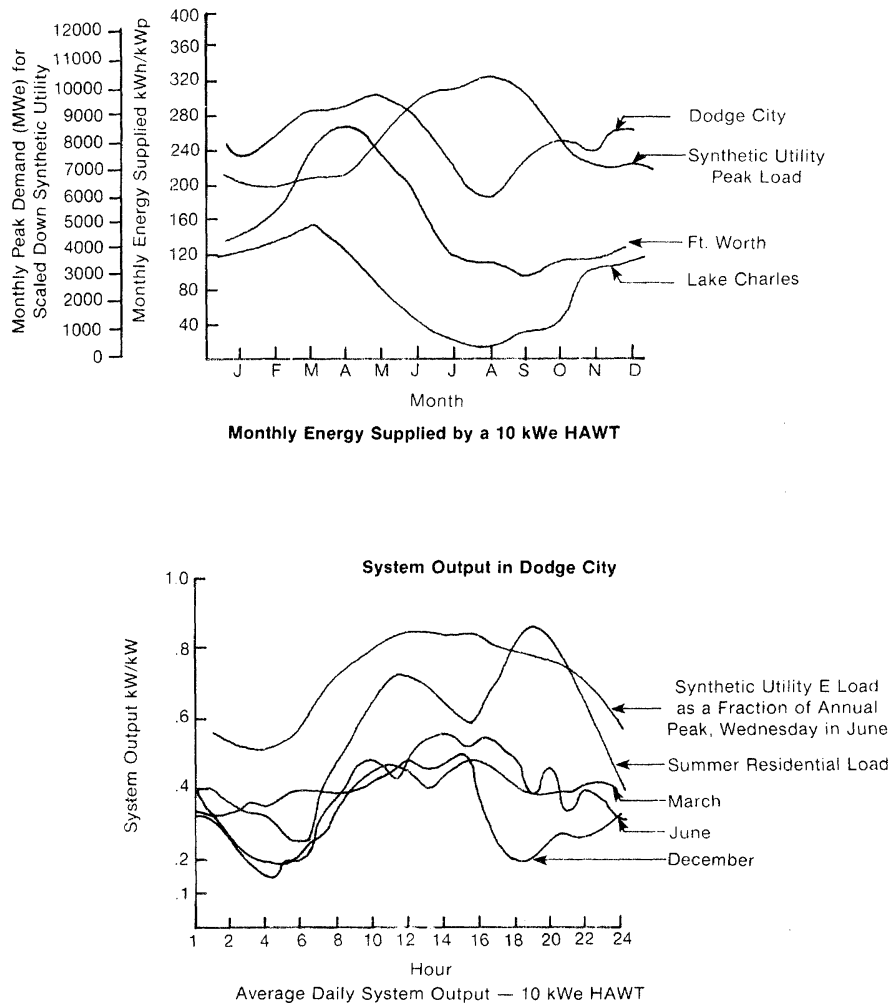 Monthly Peak Demand (MWe) for
Scaled Down Synthetic Utility
12000
11000
10000
9000
8000
7000
6000
5000
4000
3000
2000
1000
0
Monthly Energy Supplied kWh/kWp
400
360
320
280
240
200
160
120
80
40
Dodge City
Synthetic Utility
Peak Load
Ft. Worth
Lake Charles
J F M A M J J A S O N D
Month
Monthly Energy Supplied by a 10 kWe HAWT
System Output in Dodge City
System Output kW/kW
1.0
.8
.6
.4
.2
.1
Synthetic Utility E Load
as a Fraction of Annual
Peak, Wednesday in June
Summer Residential Load
March
June
December
1 2 4 6 8 10 12 14 16 18 20 22 24
Hour
Average Daily System Output — 10 kWe HAWT